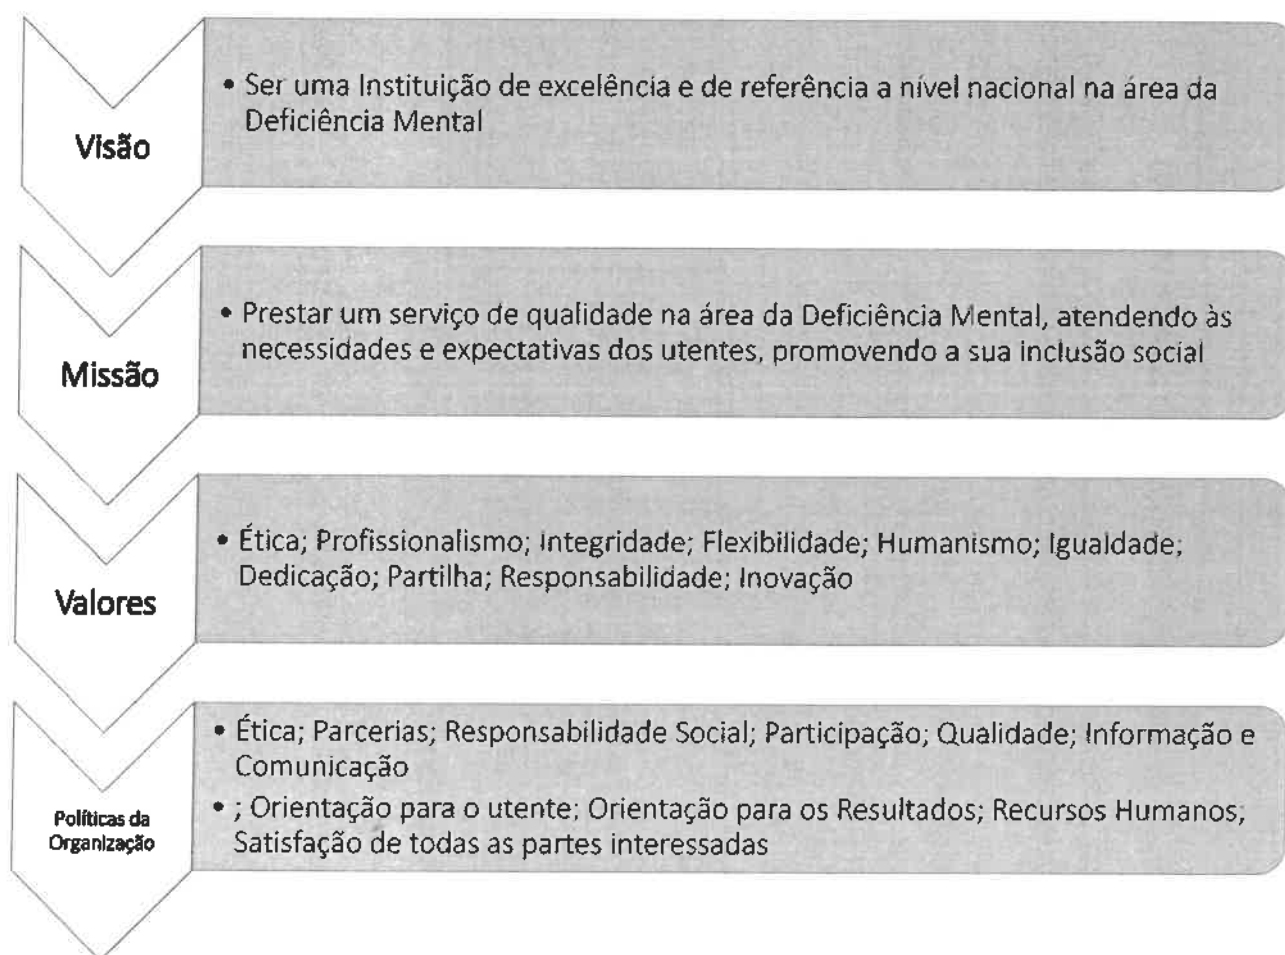 Visão
• Ser uma Instituição de excelência e de referência a nível nacional na área da
Deficiência Mental
Missão
• Prestar um serviço de qualidade na área da Deficiência Mental, atendendo às
necessidades e expectativas dos utentes, promovendo a sua inclusão social
Valores
• Ética; Profissionalismo; Integridade; Flexibilidade; Humanismo; Igualdade;
Dedicação; Partilha; Responsabilidade; Inovação
Políticas da
Organização
• Ética; Parcerias; Responsabilidade Social; Participação; Qualidade; Informação e
Comunicação
• ; Orientação para o utente; Orientação para os Resultados; Recursos Humanos;
Satisfação de todas as partes interessadas